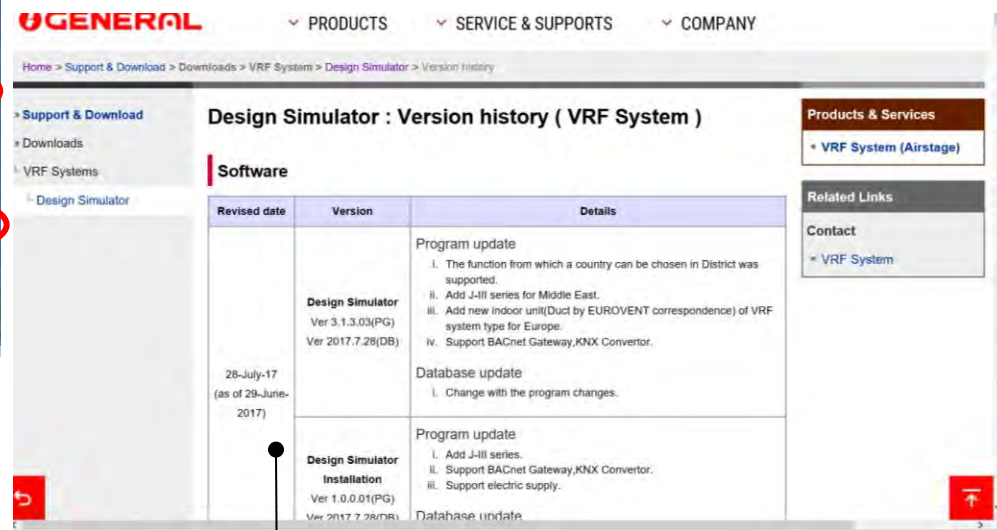 GENERAL
PRODUCTS
SERVICE & SUPPORTS
COMPANY
Home > Support & Download > Downloads > VRF System > Design Simulator > Version history
» Support & Download
» Downloads
VRF Systems
Design Simulator
Design Simulator : Version history ( VRF System )
Software
Revised date Version Details
28-July-17
(as of 29-June-
2017)
Design Simulator
Ver 3.1.3.03(PG)
Ver 2017.7.28(DB)
Program update
i. The function from which a country can be chosen in District was
supported.
ii. Add J-III series for Middle East.
iii. Add new indoor unit(Duct by EUROVENT correspondence) of VRF
system type for Europe.
iv. Support BACnet Gateway,KNX Convertor.
Database update
i. Change with the program changes.
Design Simulator
Installation
Ver 1.0.0.01(PG)
Ver 2017.7.28(DB)
Program update
i. Add J-III series.
ii. Support BACnet Gateway,KNX Convertor.
iii. Support electric supply.
Database update
Products & Services
VRF System (Airstage)
Related Links
Contact
VRF System